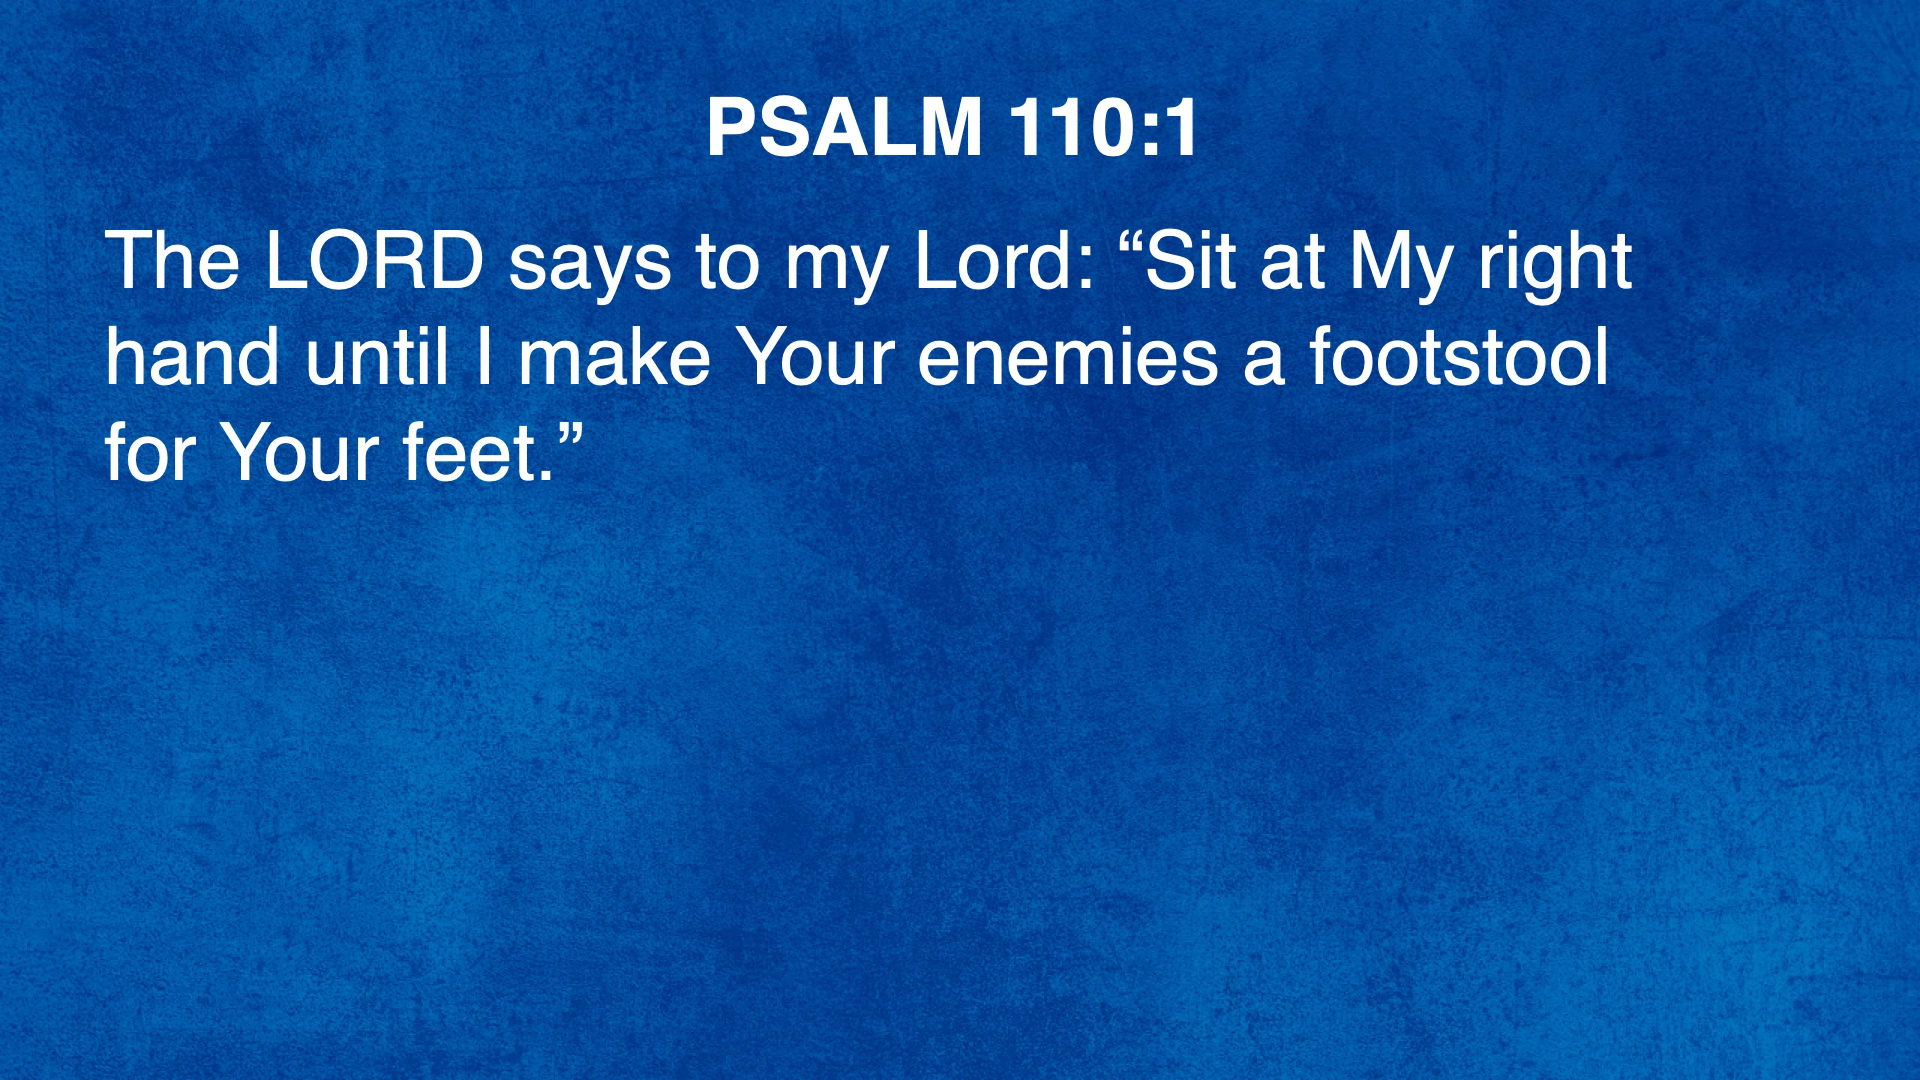 PSALM 110:1
The LORD says to my Lord: “Sit at My right
hand until I make Your enemies a footstool
for Your feet.”